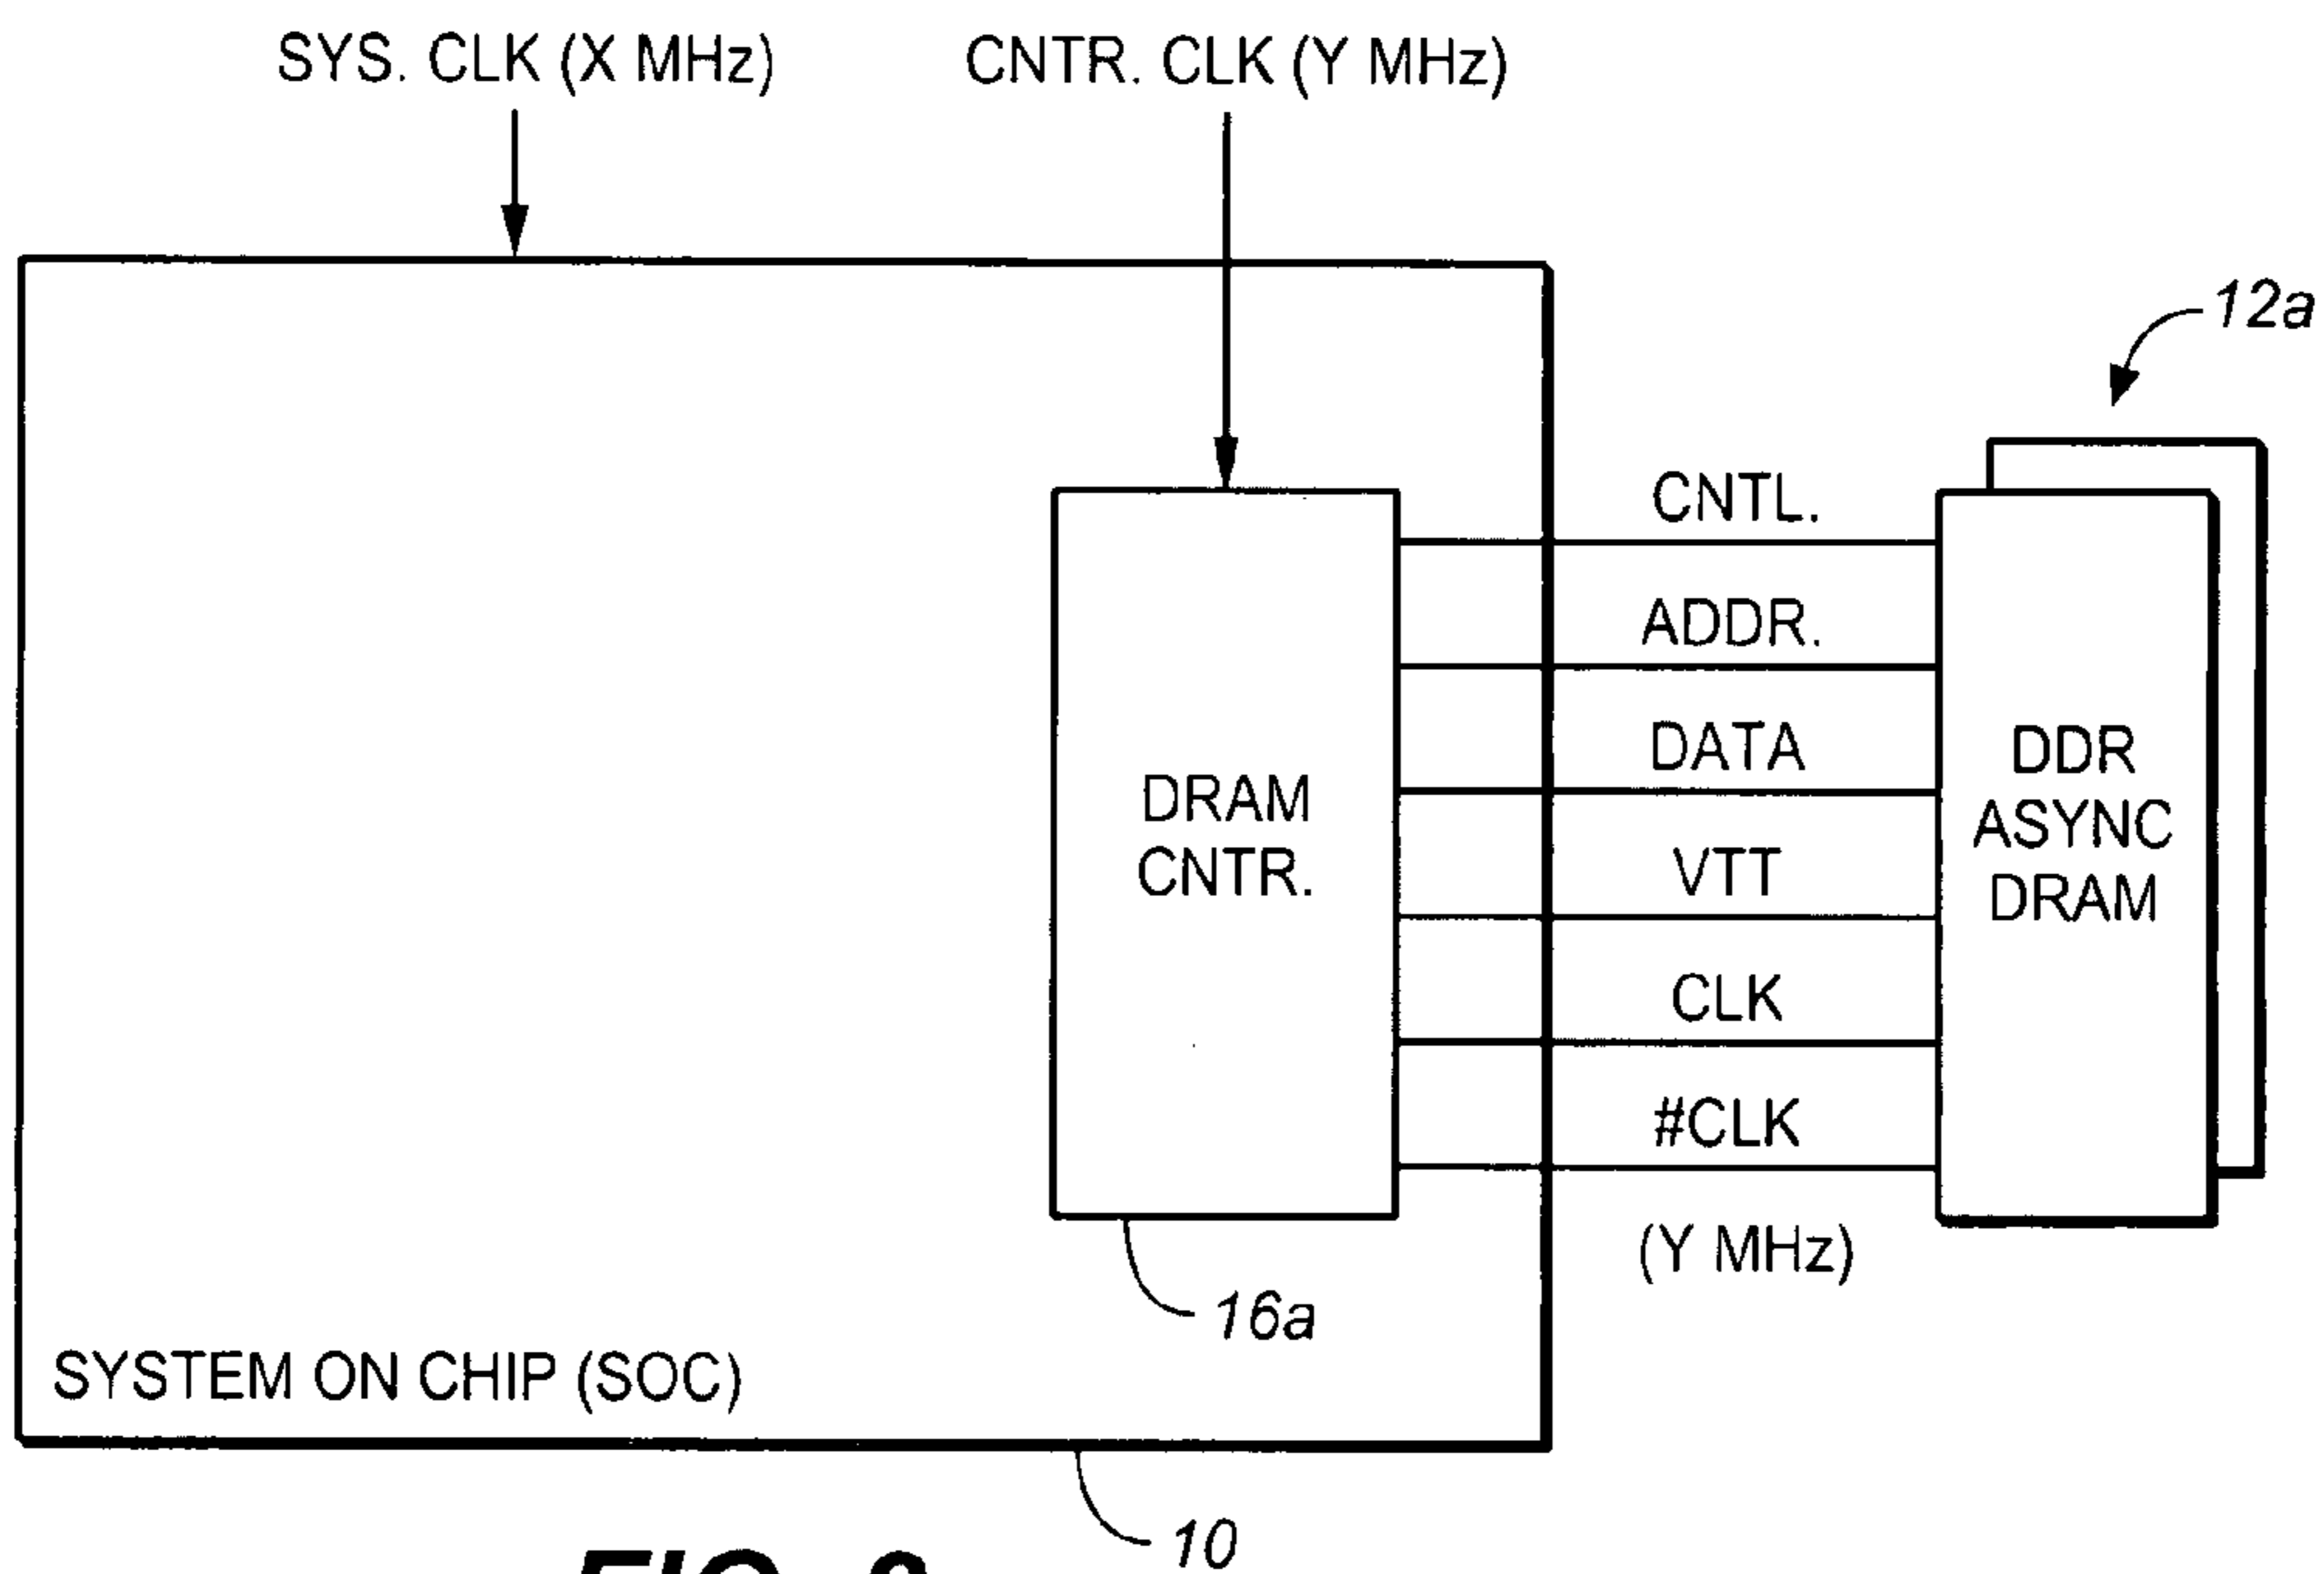 SYS. CLK (X MHz)
CNTR. CLK (Y MHz)
12a
CNTL.
ADDR.
DATA
VTT
CLK
#CLK
(Y MHz)
DRAM
CNTR.
DDR
ASYNC
DRAM
16a
SYSTEM ON CHIP (SOC)
10
FIG.